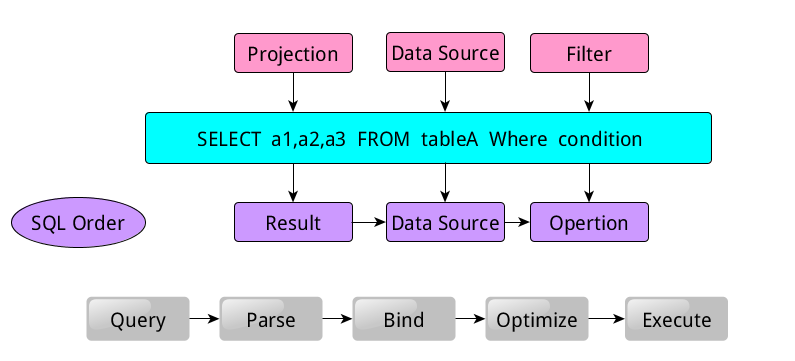 Projection Data Source Filter
SELECT a1,a2,a3 FROM tableA Where condition
SQL Order Result Data Source Opertion
Query Parse Bind Optimize Execute